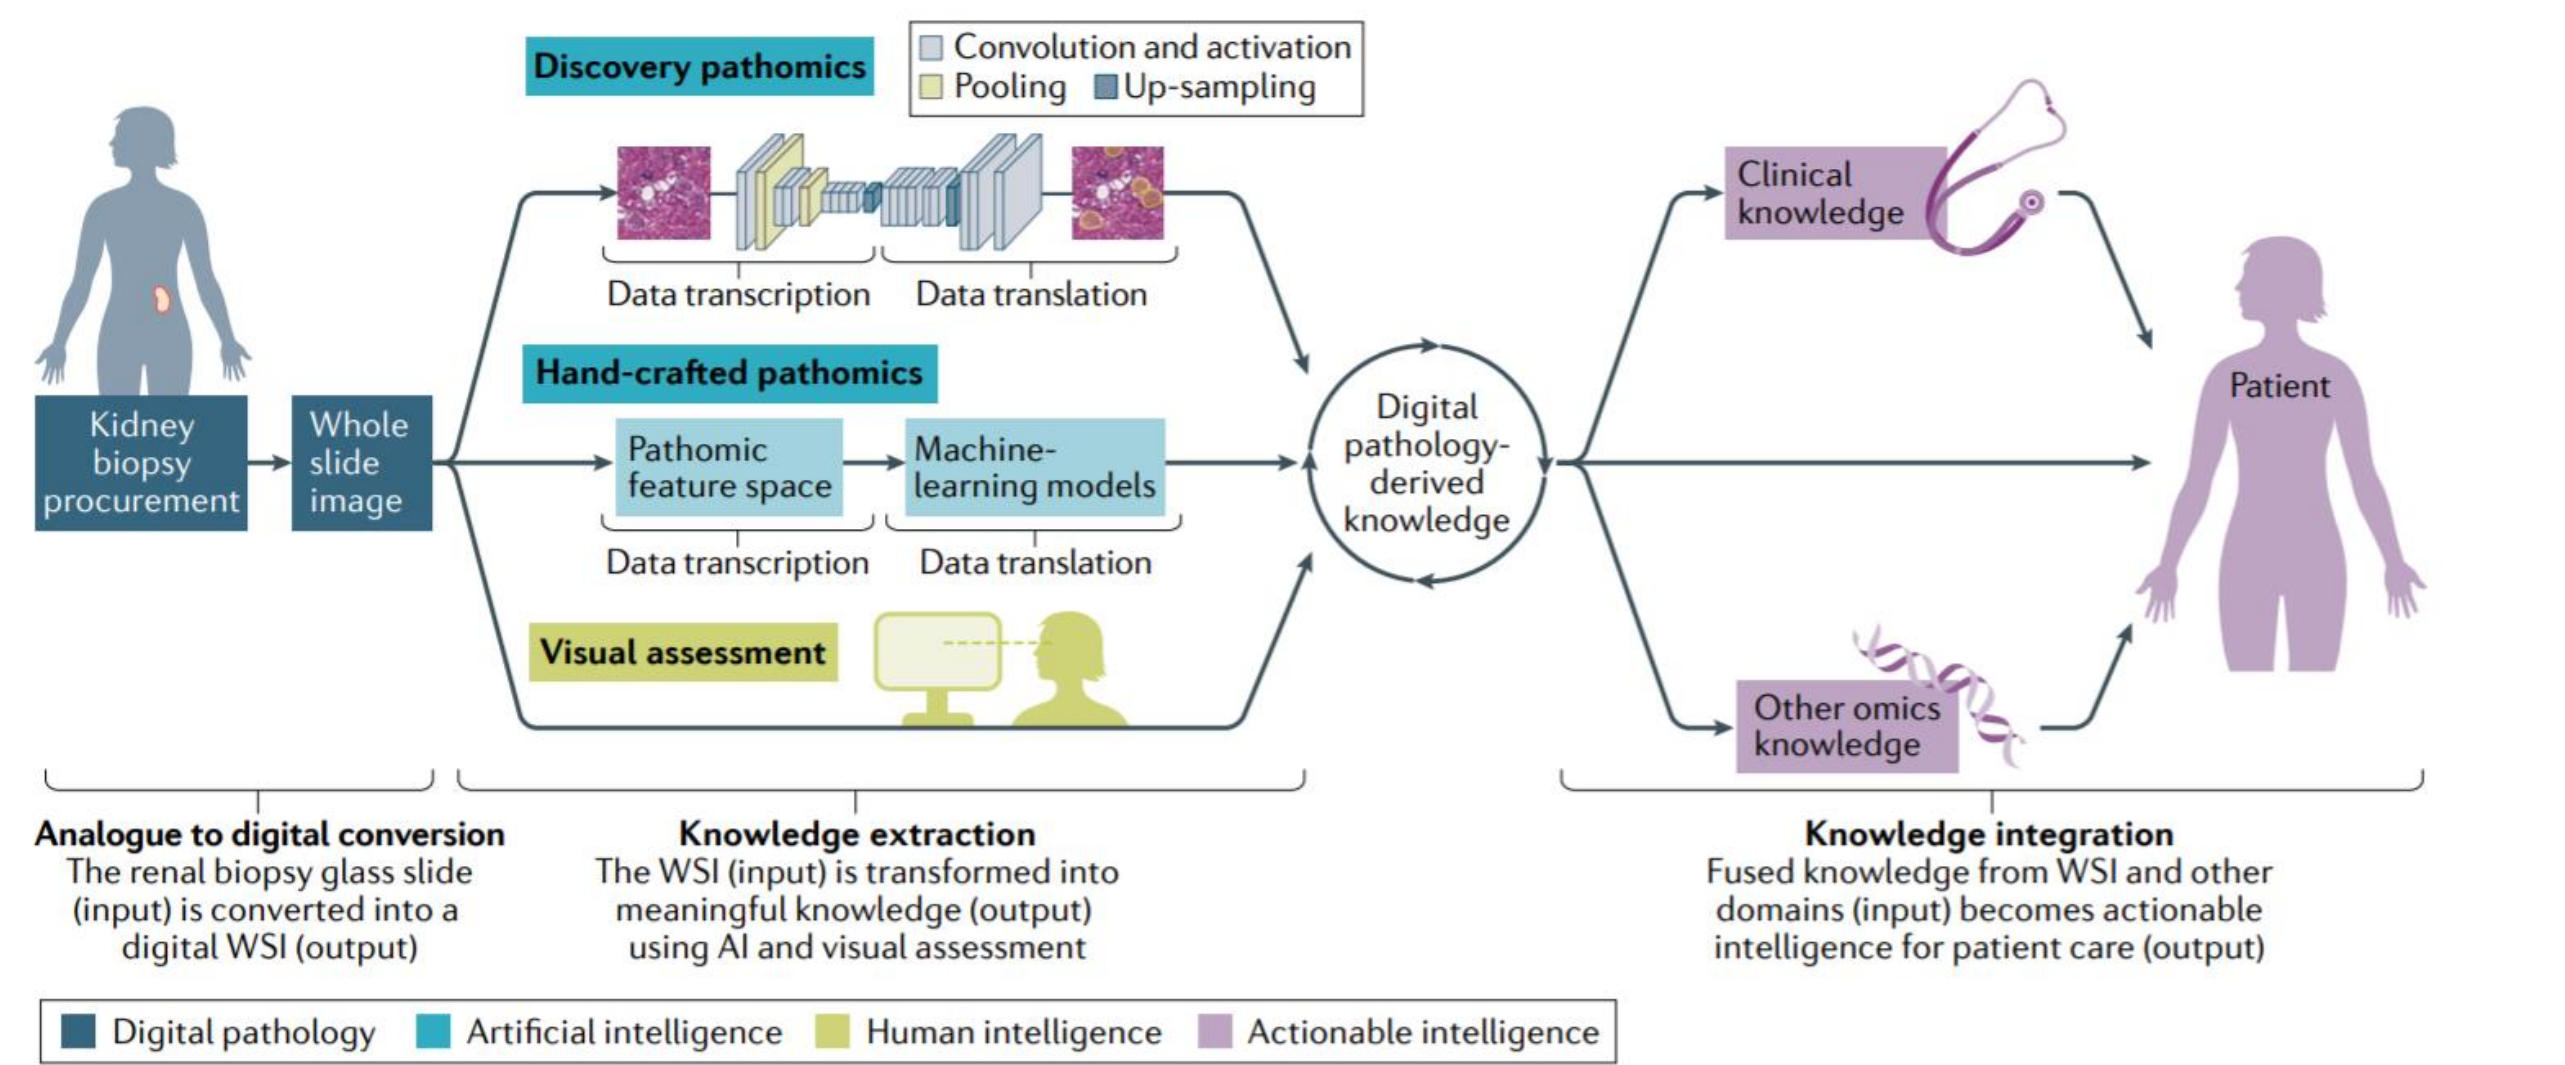 Discovery pathomics
Convolution and activation
Pooling
Up-sampling
Data transcription
Data translation
Kidney
biopsy
procurement
Whole
slide
image
Hand-crafted pathomics
Pathomic
feature space
Machine-
learning models
Data transcription
Data translation
Visual assessment
Digital
pathology-
derived
knowledge
Clinical
knowledge
Patient
Other omics
knowledge
Analogue to digital conversion
The renal biopsy glass slide
(input) is converted into a
digital WSI (output)
Knowledge extraction
The WSI (input) is transformed into
meaningful knowledge (output)
using AI and visual assessment
Knowledge integration
Fused knowledge from WSI and other
domains (input) becomes actionable
intelligence for patient care (output)
Digital pathology
Artificial intelligence
Human intelligence
Actionable intelligence